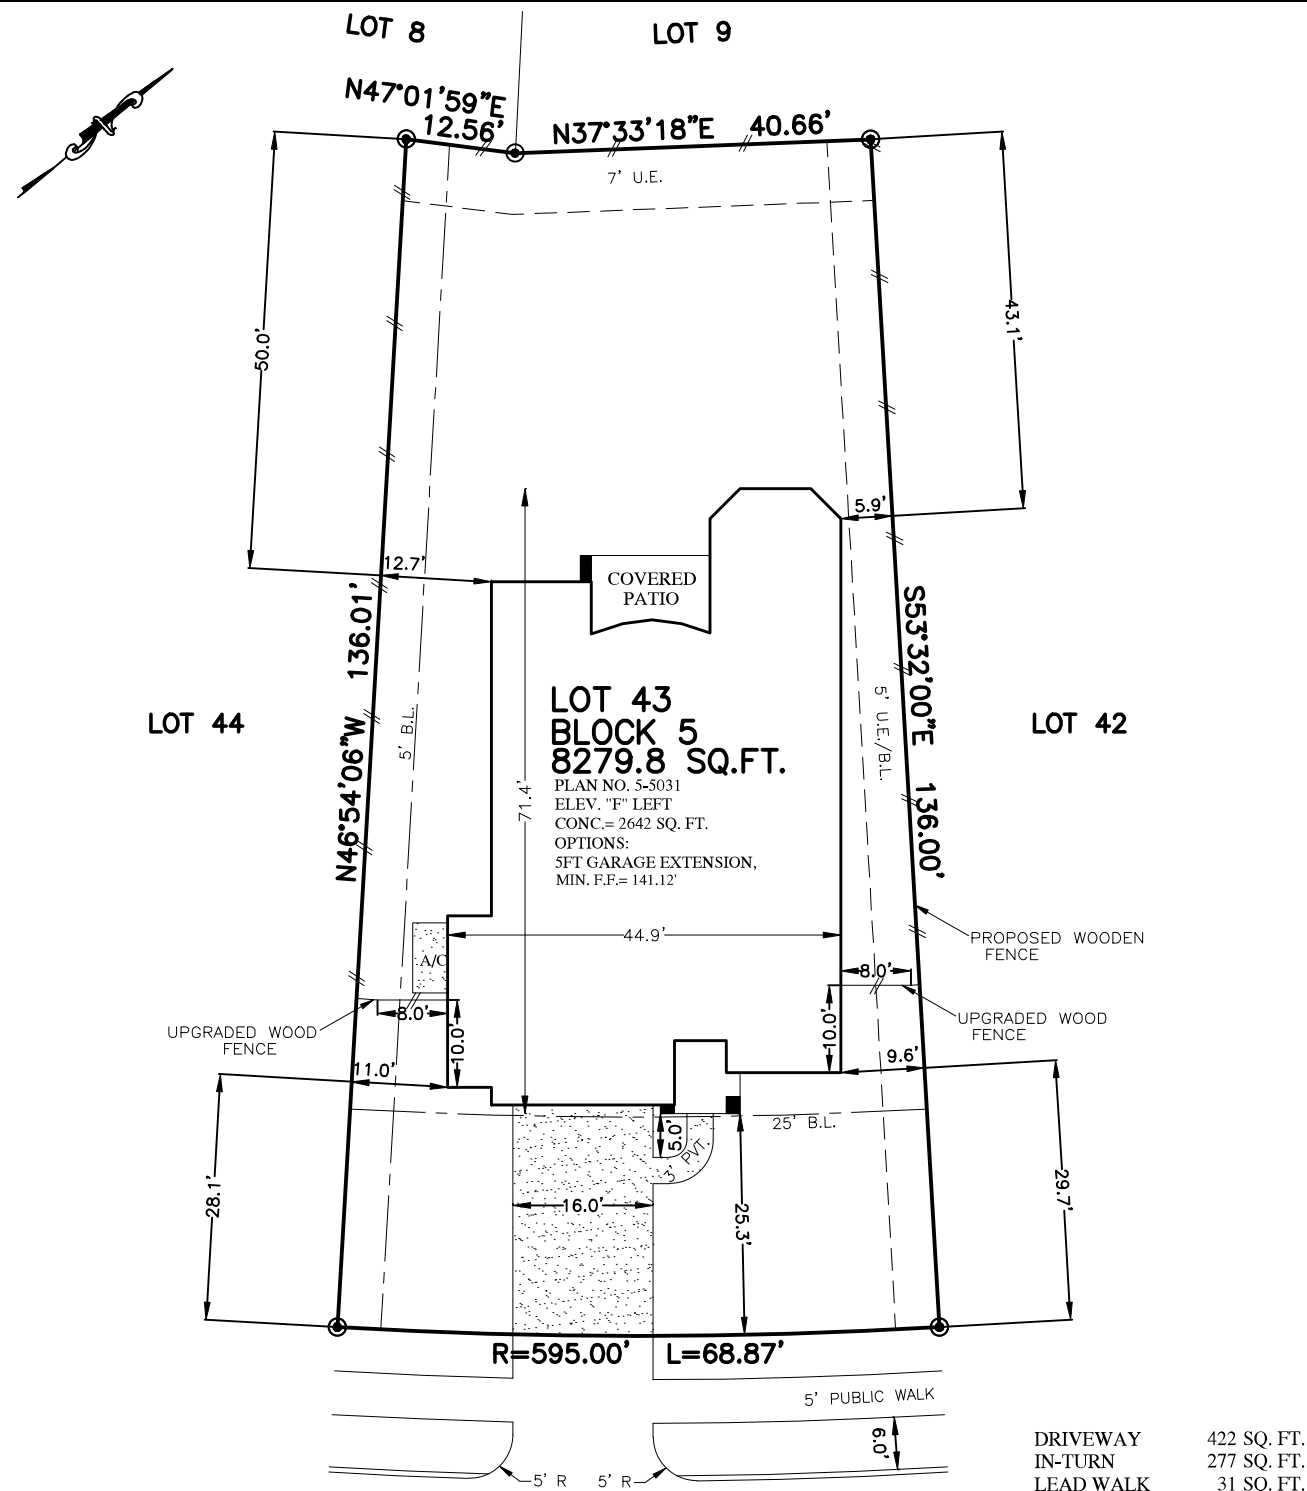 LOT 8
LOT 9
N47°01'59"E
12.56'
N37°33'18"E 40.66'
7' U.E.
50.0'
43.1'
5.9'
12.7'
COVERED
PATIO
N46°54'06"W 136.01'
S53°32'00"E 136.00'
5' B.L.
5' U.E./B.L.
LOT 44
LOT 43
BLOCK 5
8279.8 SQ.FT.
LOT 42
PLAN NO. 5-5031
ELEV. "F" LEFT
CONC.= 2642 SQ. FT.
OPTIONS:
5FT GARAGE EXTENSION,
MIN. F.F.= 141.12'
71.4'
44.9'
A/C
PROPOSED WOODEN
FENCE
8.0'
8.0'
UPGRADED WOOD
FENCE
UPGRADED WOOD
FENCE
10.0'
10.0'
11.0'
9.6'
25' B.L.
5.0'
3' PVT.
28.1'
16.0'
25.3'
29.7'
R=595.00' L=68.87'
5' PUBLIC WALK
6.0'
5' R
5' R
DRIVEWAY 422 SQ. FT.
IN-TURN 277 SQ. FT.
LEAD WALK 31 SQ. FT.